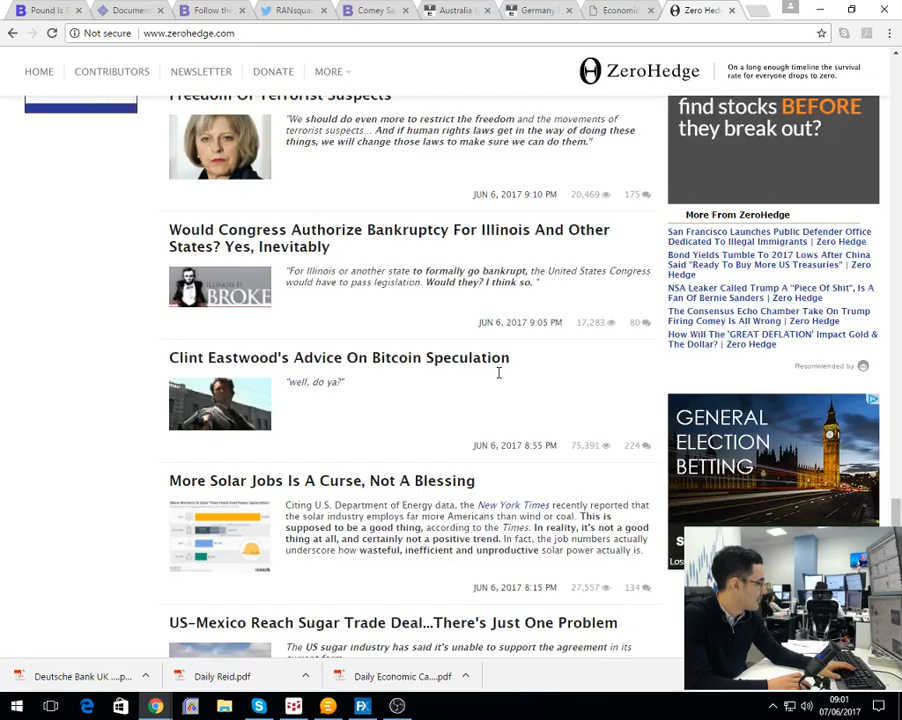 Pound Is
Documen
Follow the
RANsqua
Comey Sa
Australia
Germany
Economic
Zero Hed
Not secure
www.zerohedge.com
HOME
CONTRIBUTORS
NEWSLETTER
DONATE
MORE
ZeroHedge
On a long enough timeline the survival
rate for everyone drops to zero.
Freedom Of Terrorist Suspects
"We should do even more to restrict the freedom and the movements of
terrorist suspects... And if human rights laws get in the way of doing these
things, we will change those laws to make sure we can do them."
JUN 6, 2017 9:10 PM 20,469 175
Would Congress Authorize Bankruptcy For Illinois And Other
States? Yes, Inevitably
ILLINOIS IS
BROKE
"For Illinois or another state to formally go bankrupt, the United States Congress
would have to pass legislation. Would they? I think so. "
JUN 6, 2017 9:05 PM 17,283 80
Clint Eastwood's Advice On Bitcoin Speculation
"well, do ya?"
JUN 6, 2017 8:55 PM 75,391 224
More Solar Jobs Is A Curse, Not A Blessing
Citing U.S. Department of Energy data, the New York Times recently reported that
the solar industry employs far more Americans than wind or coal. This is
supposed to be a good thing, according to the Times. In reality, it's not a good
thing at all, and certainly not a positive trend. In fact, the job numbers actually
underscore how wasteful, inefficient and unproductive solar power actually is.
JUN 6, 2017 8:15 PM 27,557 134
US-Mexico Reach Sugar Trade Deal...There's Just One Problem
The US sugar industry has said it's unable to support the agreement in its
find stocks BEFORE
they break out?
More From ZeroHedge
San Francisco Launches Public Defender Office
Dedicated To Illegal Immigrants | Zero Hedge
Bond Yields Tumble To 2017 Lows After China
Said "Ready To Buy More US Treasuries" | Zero
Hedge
NSA Leaker Called Trump A "Piece Of Shit", Is A
Fan Of Bernie Sanders | Zero Hedge
The Consensus Echo Chamber Take On Trump
Firing Comey Is All Wrong | Zero Hedge
How Will The 'GREAT DEFLATION' Impact Gold &
The Dollar? | Zero Hedge
Recommended by
GENERAL
ELECTION
BETTING
Deutsche Bank UK ....p...
Daily Reid.pdf
Daily Economic Ca....pdf
09:01
07/06/2017